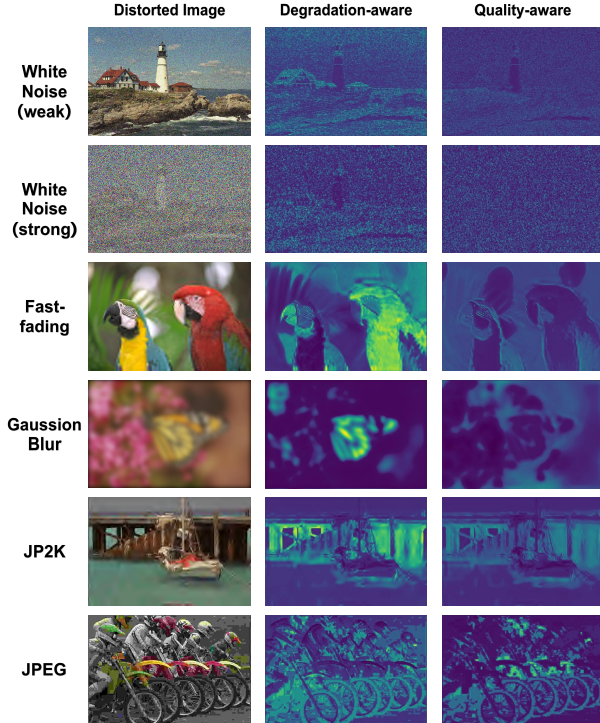 Distorted Image Degradation-aware Quality-aware
White
Noise
(weak)
White
Noise
(strong)
Fast-
fading
Gaussion
Blur
JP2K
JPEG